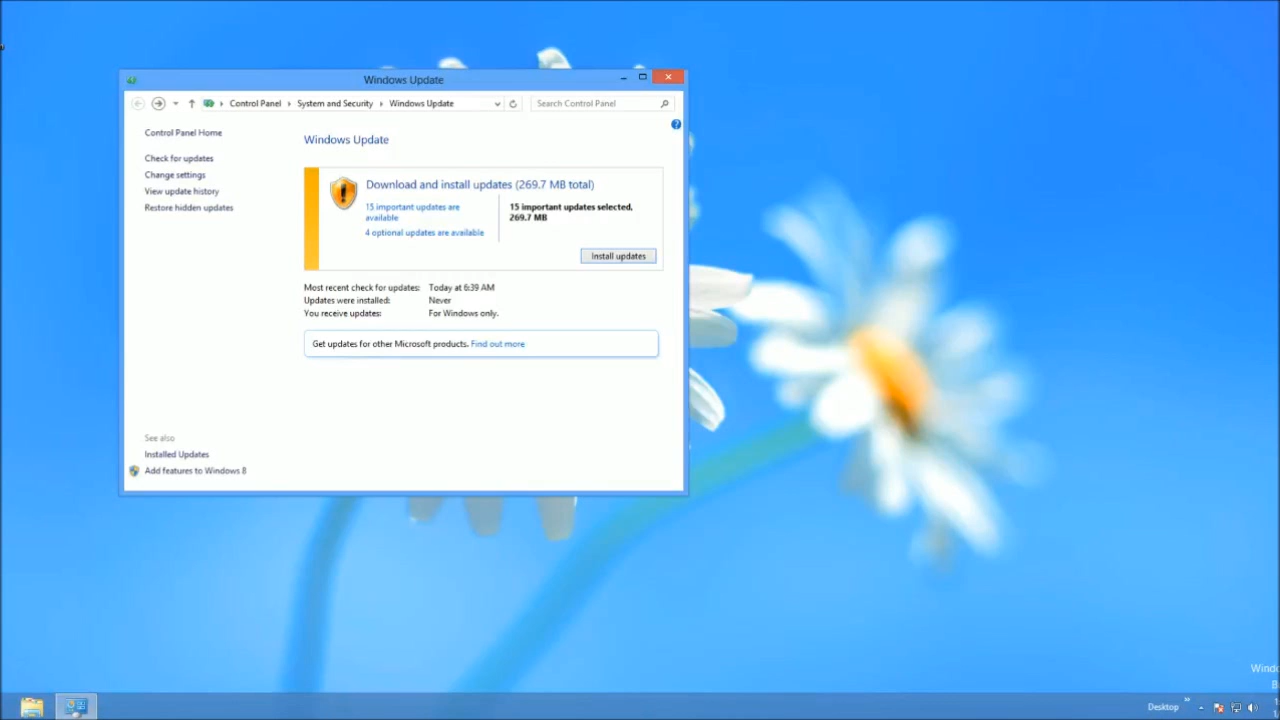 Windows Update
Control Panel
System and Security
Windows Update
Search Control Panel
Control Panel Home
Check for updates
Change settings
View update history
Restore hidden updates
Windows Update
Download and install updates (269.7 MB total)
15 important updates are
available
4 optional updates are available
15 important updates selected,
269.7 MB
Install updates
Most recent check for updates: Today at 6:39 AM
Updates were installed: Never
You receive updates: For Windows only.
Get updates for other Microsoft products. Find out more
See also
Installed Updates
Add features to Windows 8
Desktop